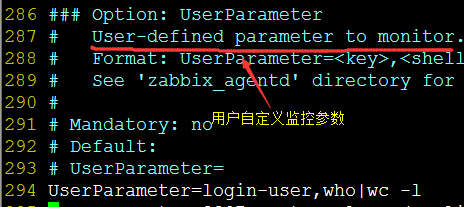 286 ### Option: UserParameter
287 #   User-defined parameter to monitor.
288 #   Format: UserParameter=<key>,<shell
289 #   See 'zabbix_agentd' directory for
290 #
用户自定义监控参数
291 # Mandatory: no
292 # Default:
293 # UserParameter=
294 UserParameter=login-user,who|wc -l